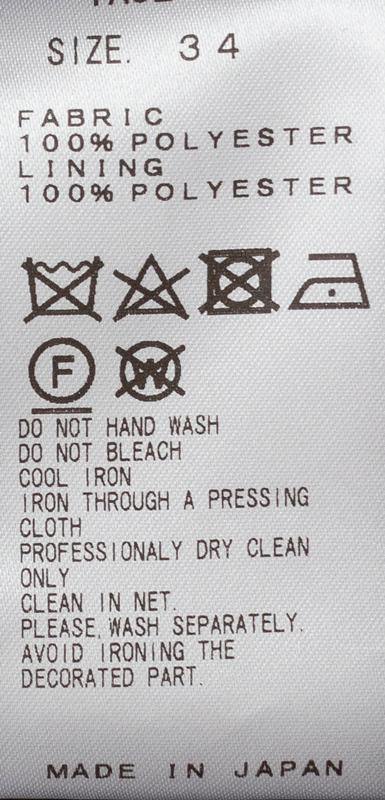 SIZE. 34
FABRIC
100% POLYESTER
LINING
100% POLYESTER
F W
DO NOT HAND WASH
DO NOT BLEACH
COOL IRON
IRON THROUGH A PRESSING
CLOTH
PROFESSIONALY DRY CLEAN
ONLY
CLEAN IN NET.
PLEASE, WASH SEPARATELY.
AVOID IRONING THE
DECORATED PART.
MADE IN JAPAN